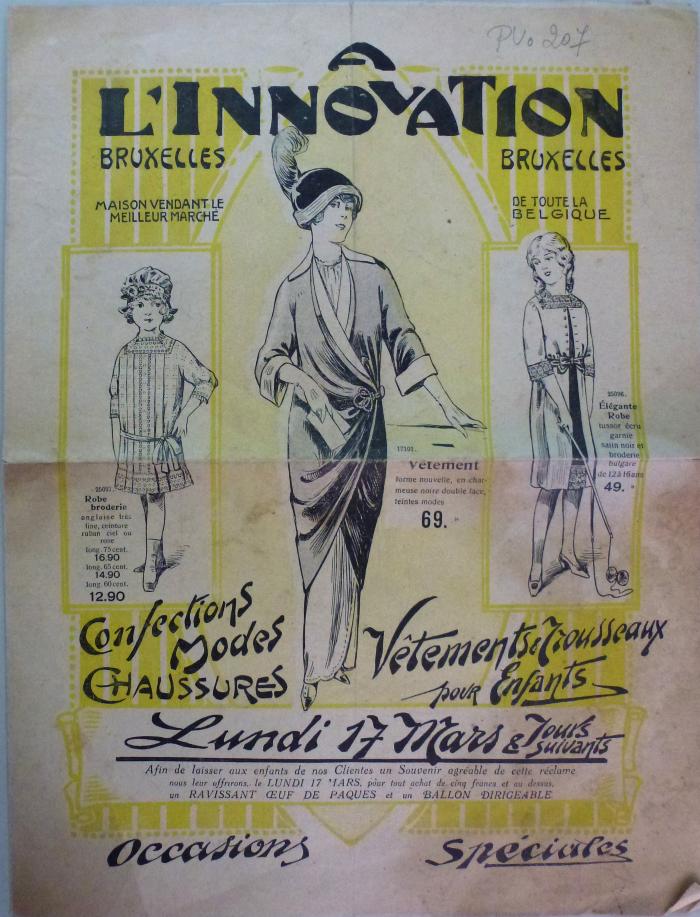 PVo 207
A
L'INNOVATION
BRUXELLES
BRUXELLES
MAISON VENDANT LE
MEILLEUR MARCHÉ
DE TOUTE LA
BELGIQUE
25097.
Robe
broderie
anglaise très
fine, ceinture
ruban ciel ou
rose
long. 75 cent.
16.90
long. 65 cent.
14.90
long. 60 cent.
12.90
17101.
Vêtement
forme nouvelle, en char-
meuse noire double face,
teintes modes
69. »
25096.
Élégante
Robe
tussor écru
garnie
satin noir et
broderie
bulgare
de 12 à 16 ans
49. »
Confections
Modes
CHAUSSURES
Vêtements & Trousseaux
pour Enfants
Lundi 17 Mars & Jours suivants
Afin de laisser aux enfants de nos Clientes un Souvenir agréable de cette réclame
nous leur offrirons, le LUNDI 17 MARS, pour tout achat de cinq francs et au dessus,
un RAVISSANT ŒUF DE PAQUES et un BALLON DIRIGEABLE
Occasions Spéciales